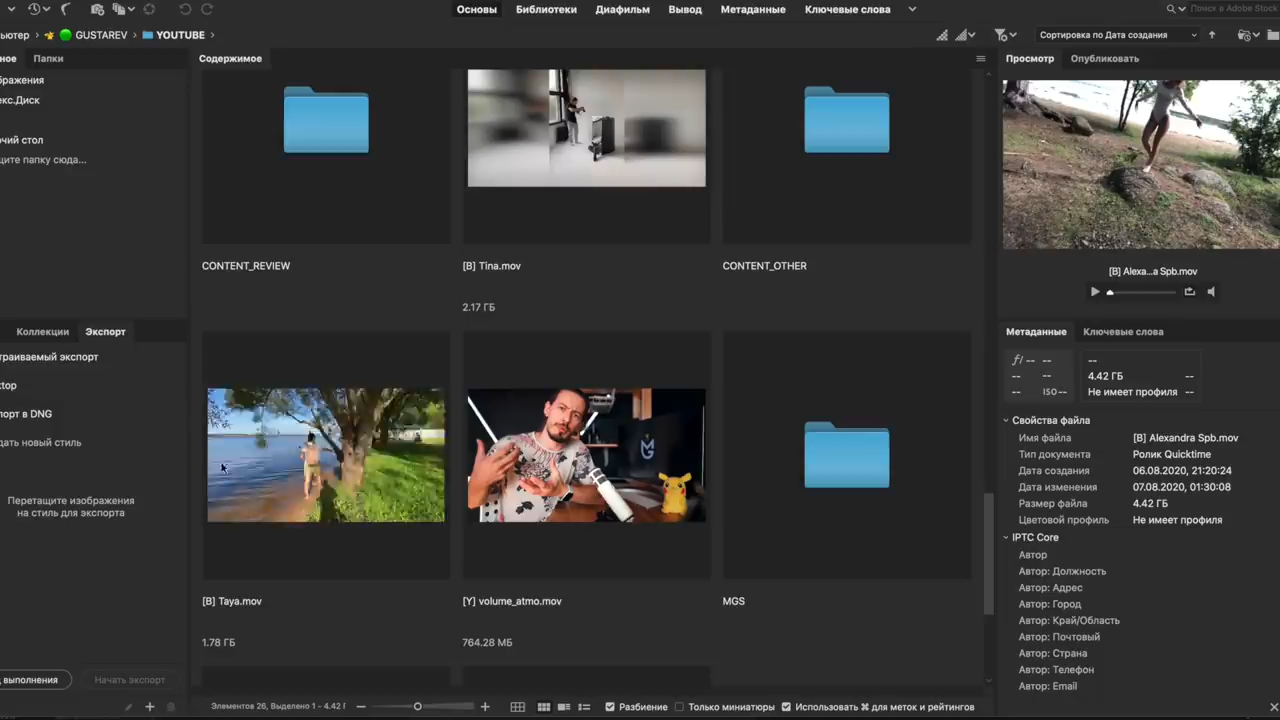 Основы
Библиотеки
Диафильм
Вывод
Метаданные
Ключевые слова
Поиск в Adobe Stock
ьютер
GUSTAREV
YOUTUBE
Сортировка по Дата создания
ное
Папки
Содержимое
Просмотр
Опубликовать
бражения
екс.Диск
очий стол
щите папку сюда...
CONTENT_REVIEW
[B] Tina.mov
2.17 ГБ
CONTENT_OTHER
[B] Alexa...a Spb.mov
Коллекции
Экспорт
траиваемый экспорт
top
порт в DNG
дать новый стиль
Перетащите изображения
на стиль для экспорта
[B] Taya.mov
1.78 ГБ
[Y] volume_atmo.mov
764.28 МБ
MGS
Метаданные
Ключевые слова
f/ -- --
-- --
-- ISO--
--
4.42 ГБ --
Не имеет профиля --
Свойства файла
Имя файла [B] Alexandra Spb.mov
Тип документа Ролик Quicktime
Дата создания 06.08.2020, 21:20:24
Дата изменения 07.08.2020, 01:30:08
Размер файла 4.42 ГБ
Цветовой профиль Не имеет профиля
IPTC Core
Автор
Автор: Должность
Автор: Адрес
Автор: Город
Автор: Край/Область
Автор: Почтовый
Автор: Страна
Автор: Телефон
Автор: Email
д выполнения
Начать экспорт
Элементов 26, Выделено 1 - 4.42 Г
Разбиение
Только миниатюры
Использовать ⌘ для меток и рейтингов